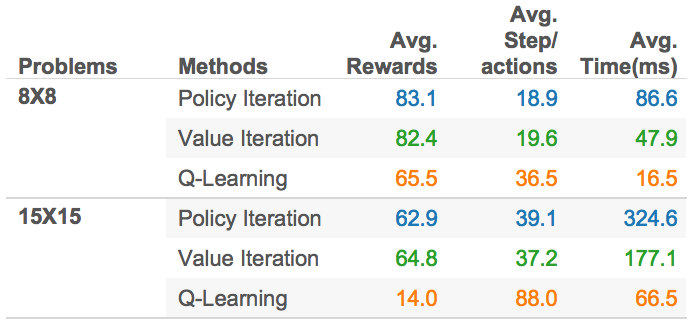 Problems Methods Avg. Rewards Avg. Step/ actions Avg. Time(ms)
8X8 Policy Iteration 83.1 18.9 86.6
Value Iteration 82.4 19.6 47.9
Q-Learning 65.5 36.5 16.5
15X15 Policy Iteration 62.9 39.1 324.6
Value Iteration 64.8 37.2 177.1
Q-Learning 14.0 88.0 66.5